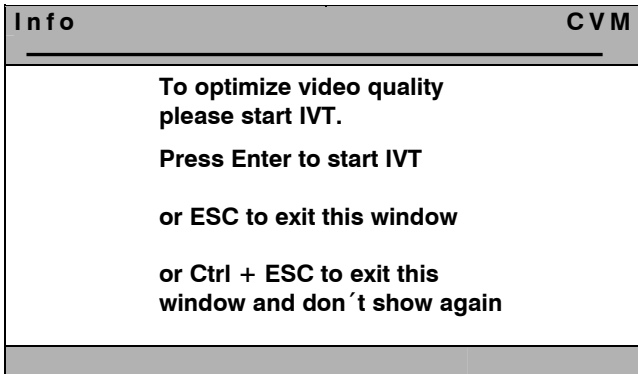 Info CVM
To optimize video quality
please start IVT.
Press Enter to start IVT
or ESC to exit this window
or Ctrl + ESC to exit this
window and don´t show again